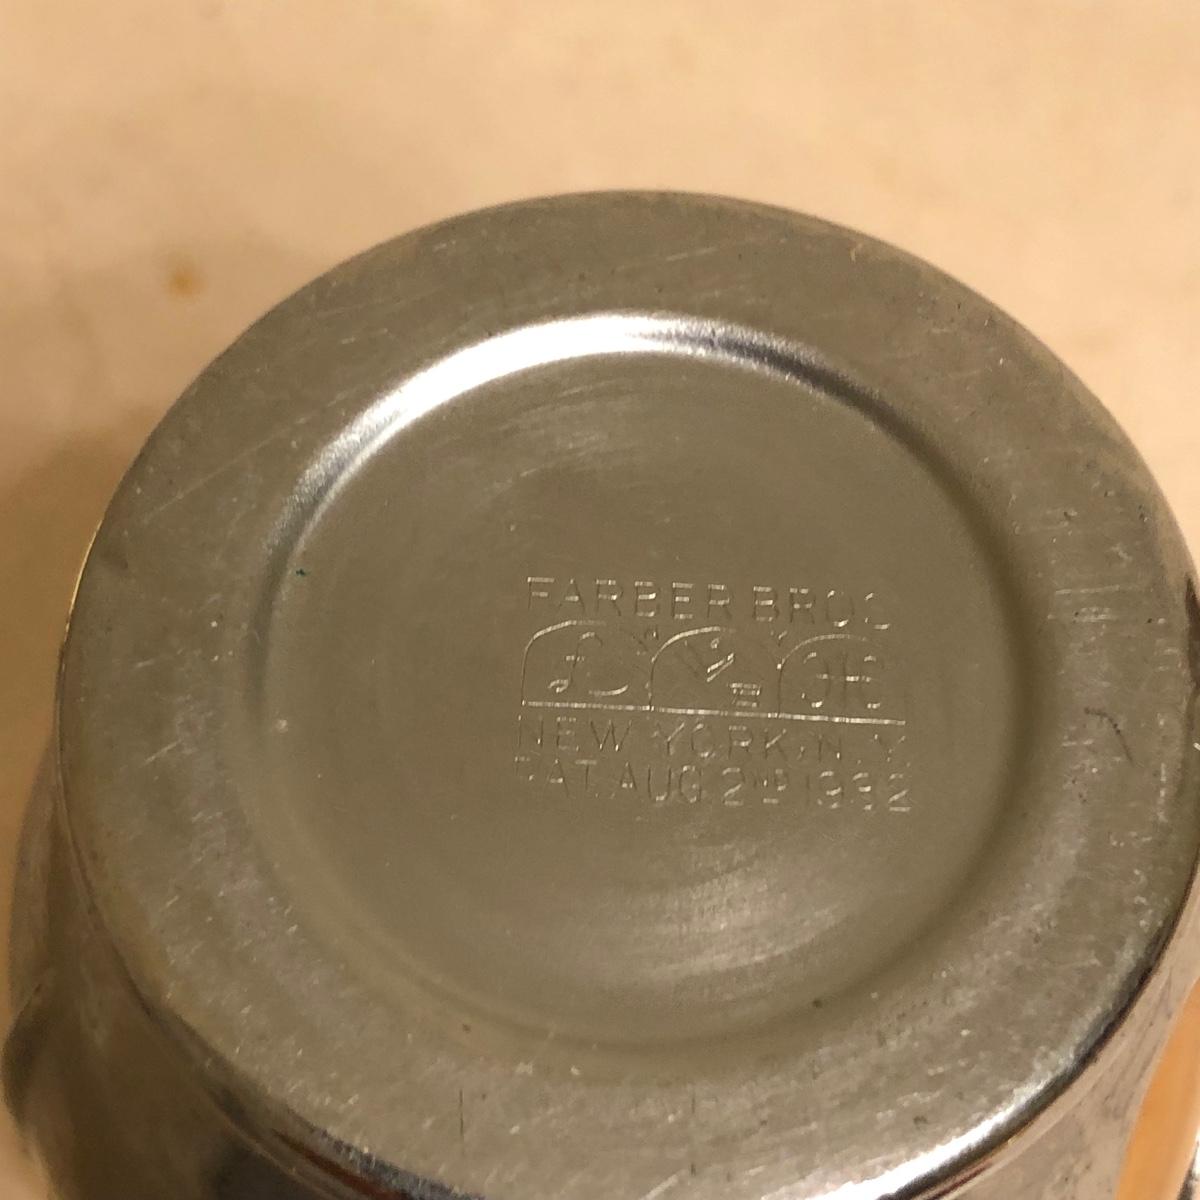 FARBER BROS
NEW YORK, N.Y.
PAT. AUG. 2ND 1932